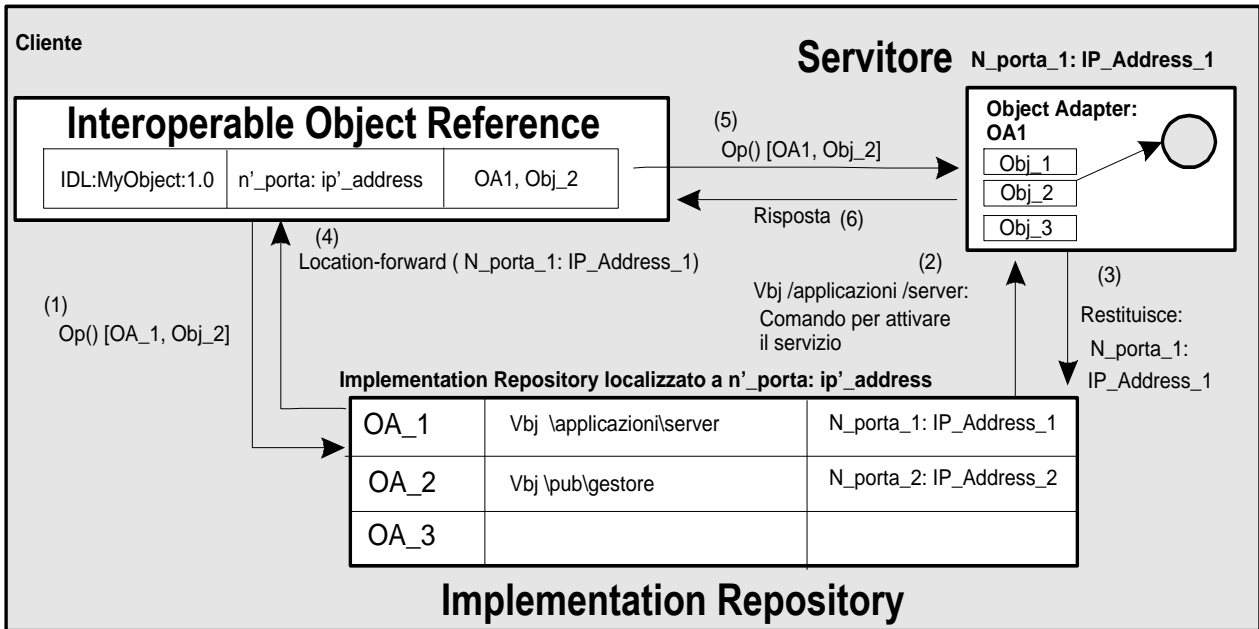 Cliente
Servitore N_porta_1: IP_Address_1
Interoperable Object Reference
IDL:MyObject:1.0 n'_porta: ip'_address OA1, Obj_2
(5)
Op() [OA1, Obj_2]
Object Adapter:
OA1
Obj_1
Obj_2
Obj_3
Risposta (6)
(4)
Location-forward ( N_porta_1: IP_Address_1)
(1)
Op() [OA_1, Obj_2]
(2)
Vbj /applicazioni /server:
Comando per attivare
il servizio
(3)
Restituisce:
N_porta_1:
IP_Address_1
Implementation Repository localizzato a n'_porta: ip'_address
OA_1 Vbj \applicazioni\server N_porta_1: IP_Address_1
OA_2 Vbj \pub\gestore N_porta_2: IP_Address_2
OA_3
Implementation Repository